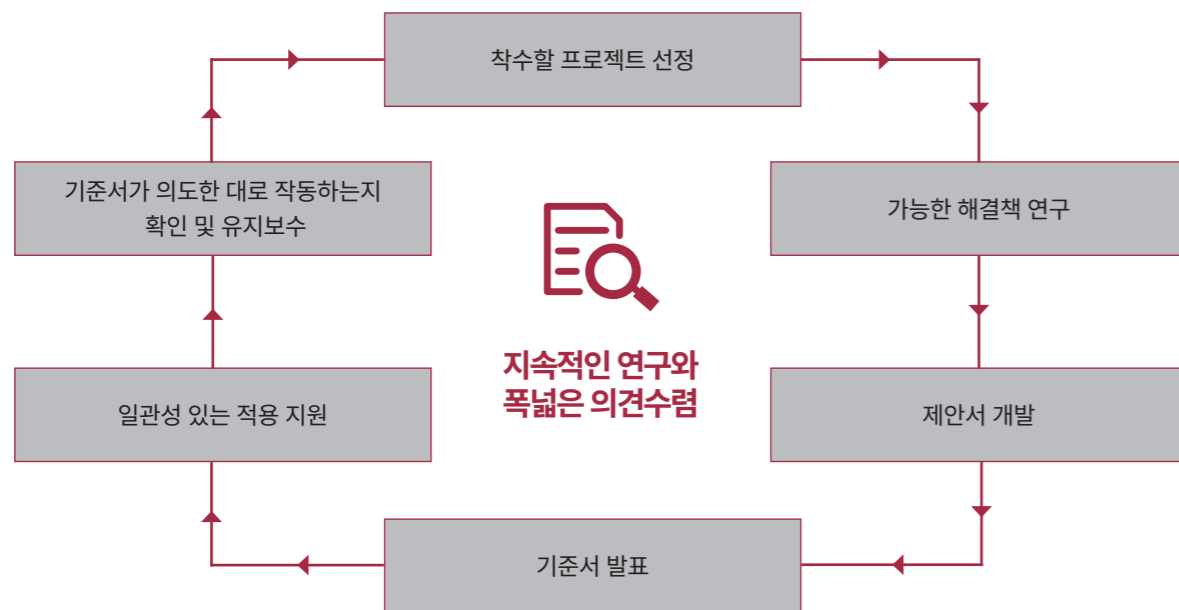 착수할 프로젝트 선정
기준서가 의도한 대로 작동하는지
확인 및 유지보수
가능한 해결책 연구
지속적인 연구와
폭넓은 의견수렴
일관성 있는 적용 지원
제안서 개발
기준서 발표